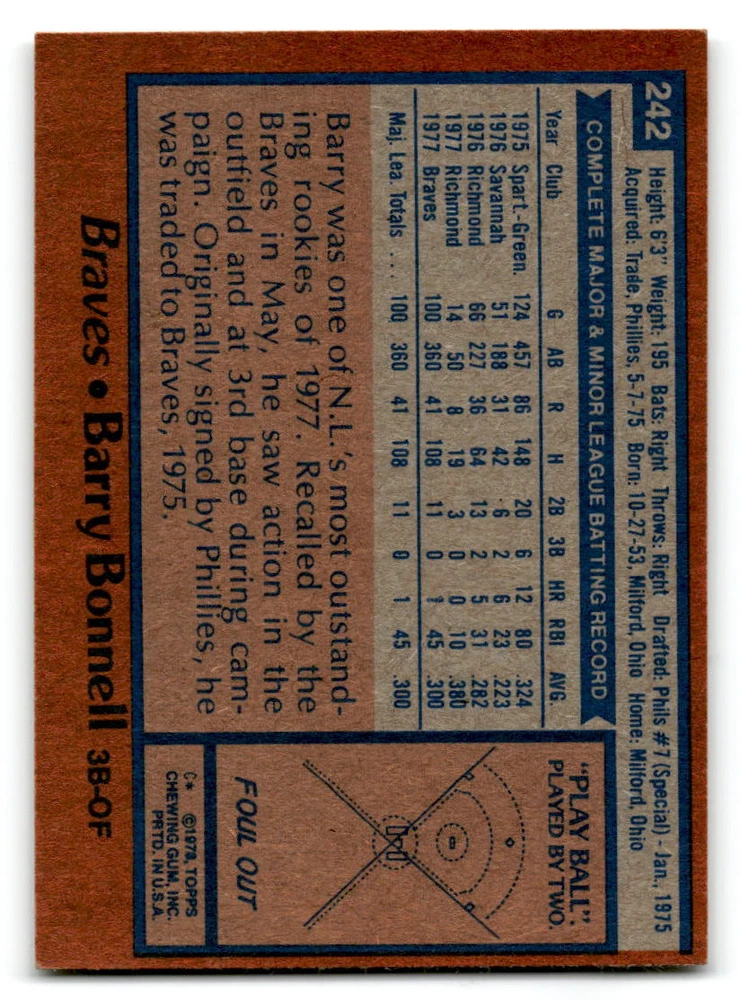 242
Height: 6'3" Weight: 195 Bats: Right Throws: Right Drafted: Phils #7 (Special) - Jan., 1975
Acquired: Trade, Phillies, 5-7-75 Born: 10-27-53, Milford, Ohio Home: Milford, Ohio
COMPLETE MAJOR & MINOR LEAGUE BATTING RECORD
Year Club G AB R H 2B 3B HR RBI AVG.
1975 Spart.-Green. 124 457 86 148 20 6 12 80 .324
1976 Savannah 51 188 31 42 6 2 6 23 .223
1976 Richmond 66 227 36 64 13 2 5 31 .282
1977 Richmond 14 50 8 19 3 0 0 10 .380
1977 Braves 100 360 41 108 11 0 1 45 .300
Maj. Lea. Totals .... 100 360 41 108 11 0 1 45 .300
Barry was one of N.L.'s most outstand-
ing rookies of 1977. Recalled by the
Braves in May, he saw action in the
outfield and at 3rd base during cam-
paign. Originally signed by Phillies, he
was traded to Braves, 1975.
"PLAY BALL".
PLAYED BY TWO.
FOUL OUT
C* ©1978, TOPPS
CHEWING GUM, INC.
PRTD. IN U.S.A.
Braves • Barry Bonnell 3B-OF